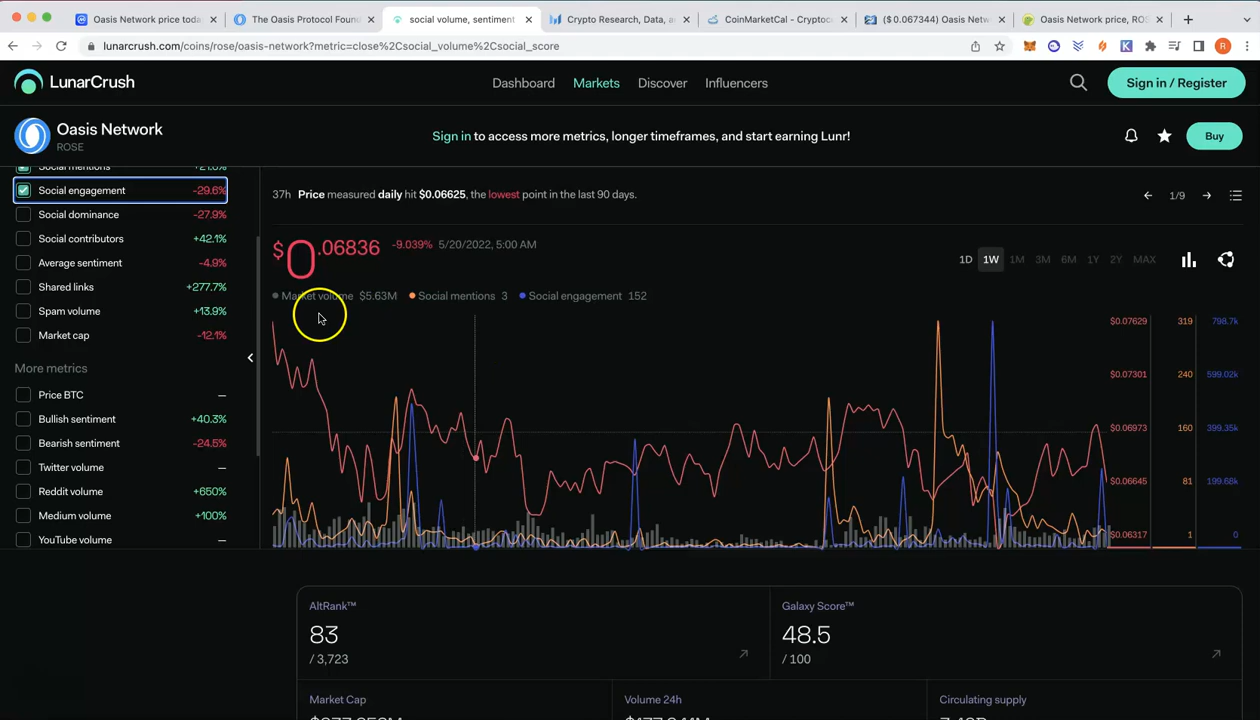 Oasis Network price today,
The Oasis Protocol Foun
social volume, sentiment
Crypto Research, Data, a
CoinMarketCal - Cryptoc
($ 0.067344) Oasis Netw
Oasis Network price, ROS
lunarcrush.com/coins/rose/oasis-network?metric=close%2Csocial_volume%2Csocial_score
R
LunarCrush
Dashboard
Markets
Discover
Influencers
Sign in / Register
Oasis Network
ROSE
Sign in to access more metrics, longer timeframes, and start earning Lunr!
Buy
Social mentions +21.6%
Social engagement -29.6%
Social dominance -27.9%
Social contributors +42.1%
Average sentiment -4.9%
Shared links +277.7%
Spam volume +13.9%
Market cap -12.1%
More metrics
Price BTC —
Bullish sentiment +40.3%
Bearish sentiment -24.5%
Twitter volume —
Reddit volume +650%
Medium volume +100%
YouTube volume —
37h Price measured daily hit $0.06625, the lowest point in the last 90 days.
1/9
$0.06836 -9.039% 5/20/2022, 5:00 AM
1D 1W 1M 3M 6M 1Y 2Y MAX
Market volume $5.63M Social mentions 3 Social engagement 152
$0.07629 319 798.7k
$0.07301 240 599.02k
$0.06973 160 399.35k
$0.06645 81 199.68k
$0.06317 1 0
AltRank™
83
/ 3,723
Galaxy Score™
48.5
/ 100
Market Cap
Volume 24h
Circulating supply